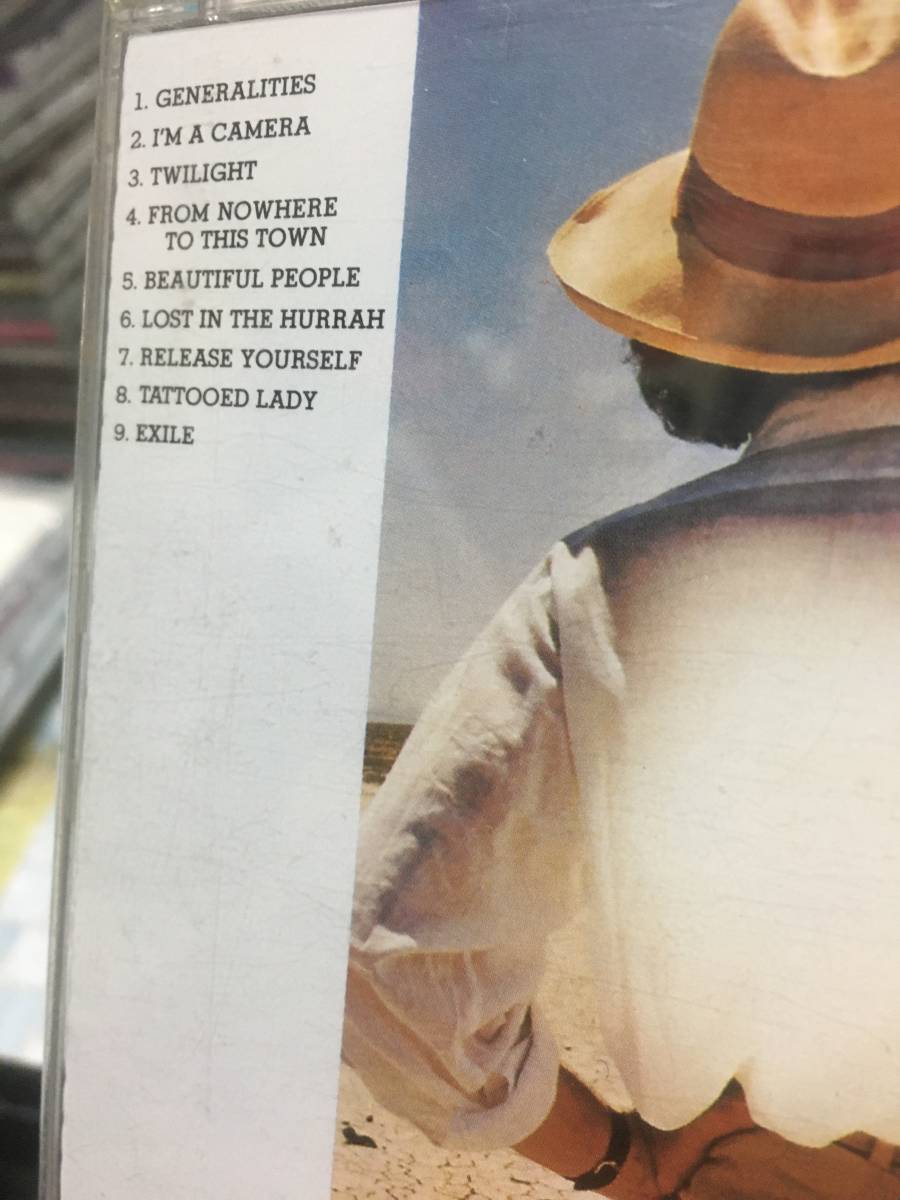 1. GENERALITIES
2. I'M A CAMERA
3. TWILIGHT
4. FROM NOWHERE
TO THIS TOWN
5. BEAUTIFUL PEOPLE
6. LOST IN THE HURRAH
7. RELEASE YOURSELF
8. TATTOOED LADY
9. EXILE